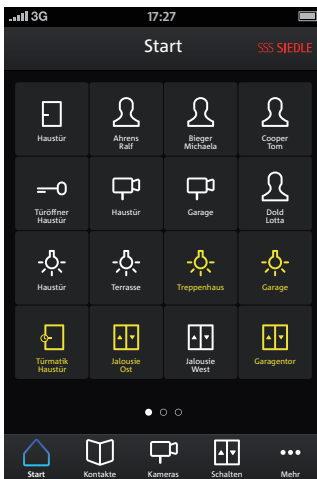 3G 17:27
Start SSS SIEDLE
Haustür Ahrens Bieger Cooper
Ralf Michaela Tom
Türöffner Haustür Garage Dold
Haustür Lotta
Haustür Terrasse Treppenhaus Garage
Türmatik Jalousie Jalousie Garagentor
Haustür Ost West
Start Kontakte Kameras Schalten Mehr